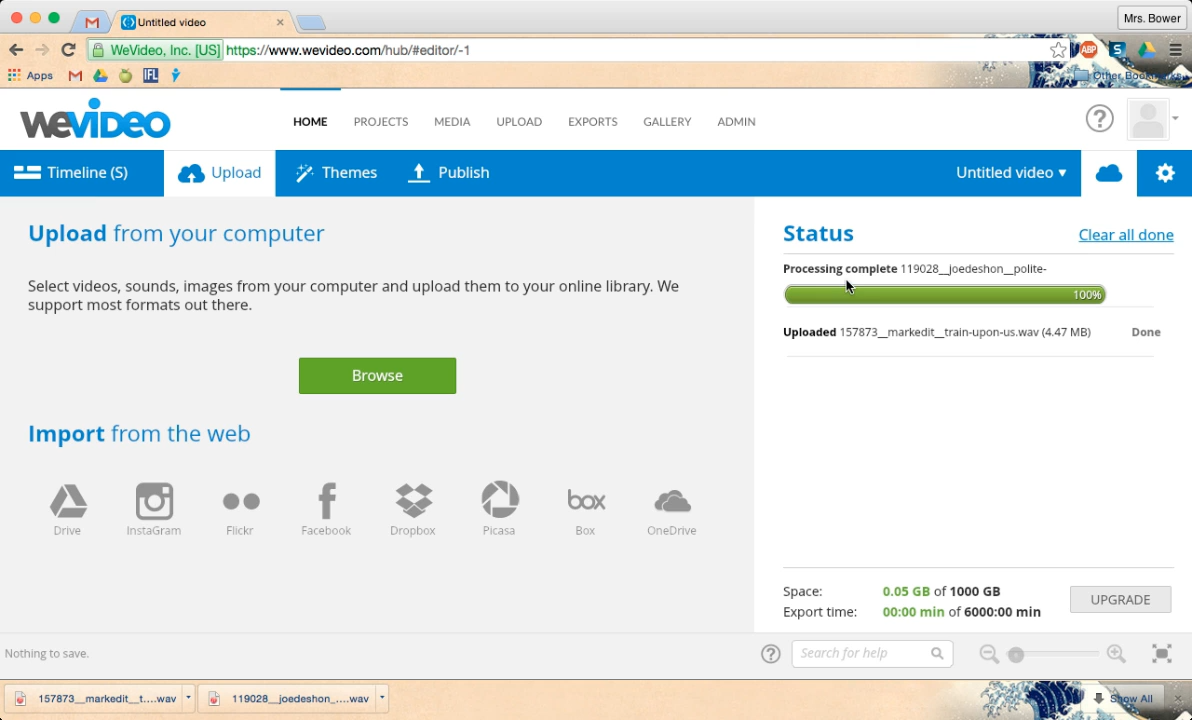 Untitled video
Mrs. Bower
WeVideo, Inc. [US] https://www.wevideo.com/hub/#editor/-1
ABP
S
Apps
IFL
Other Bookmarks
WEVIDEO
HOME PROJECTS MEDIA UPLOAD EXPORTS GALLERY ADMIN
Timeline (S) Upload Themes Publish Untitled video
Upload from your computer
Select videos, sounds, images from your computer and upload them to your online library. We
support most formats out there.
Browse
Import from the web
Drive InstaGram Flickr Facebook Dropbox Picasa Box OneDrive
Status Clear all done
Processing complete 119028__joedeshon__polite-
100%
Uploaded 157873__markedit__train-upon-us.wav (4.47 MB) Done
Space: 0.05 GB of 1000 GB
Export time: 00:00 min of 6000:00 min
UPGRADE
Nothing to save.
Search for help
157873__markedit__t....wav 119028__joedeshon_....wav Show All